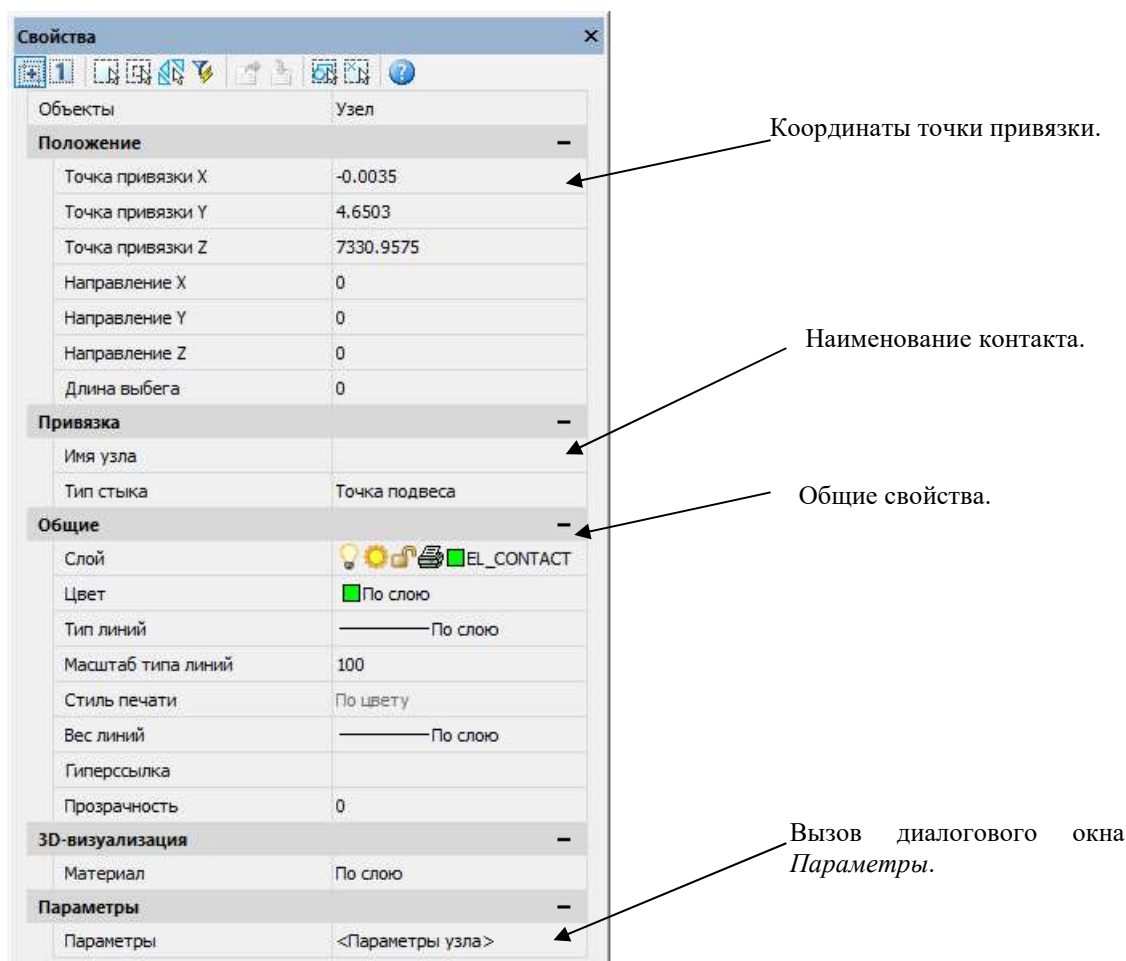 Свойства
1
Объекты Узел
Положение
Точка привязки X -0.0035
Точка привязки Y 4.6503
Точка привязки Z 7330.9575
Направление X 0
Направление Y 0
Направление Z 0
Длина выбега 0
Привязка
Имя узла
Тип стыка Точка подвеса
Общие
Слой EL_CONTACT
Цвет По слою
Тип линий По слою
Масштаб типа линий 100
Стиль печати По цвету
Вес линий По слою
Гиперссылка
Прозрачность 0
3D-визуализация
Материал По слою
Параметры
Параметры <Параметры узла>
Координаты точки привязки.
Наименование контакта.
Общие свойства.
Вызов диалогового окна
Параметры.